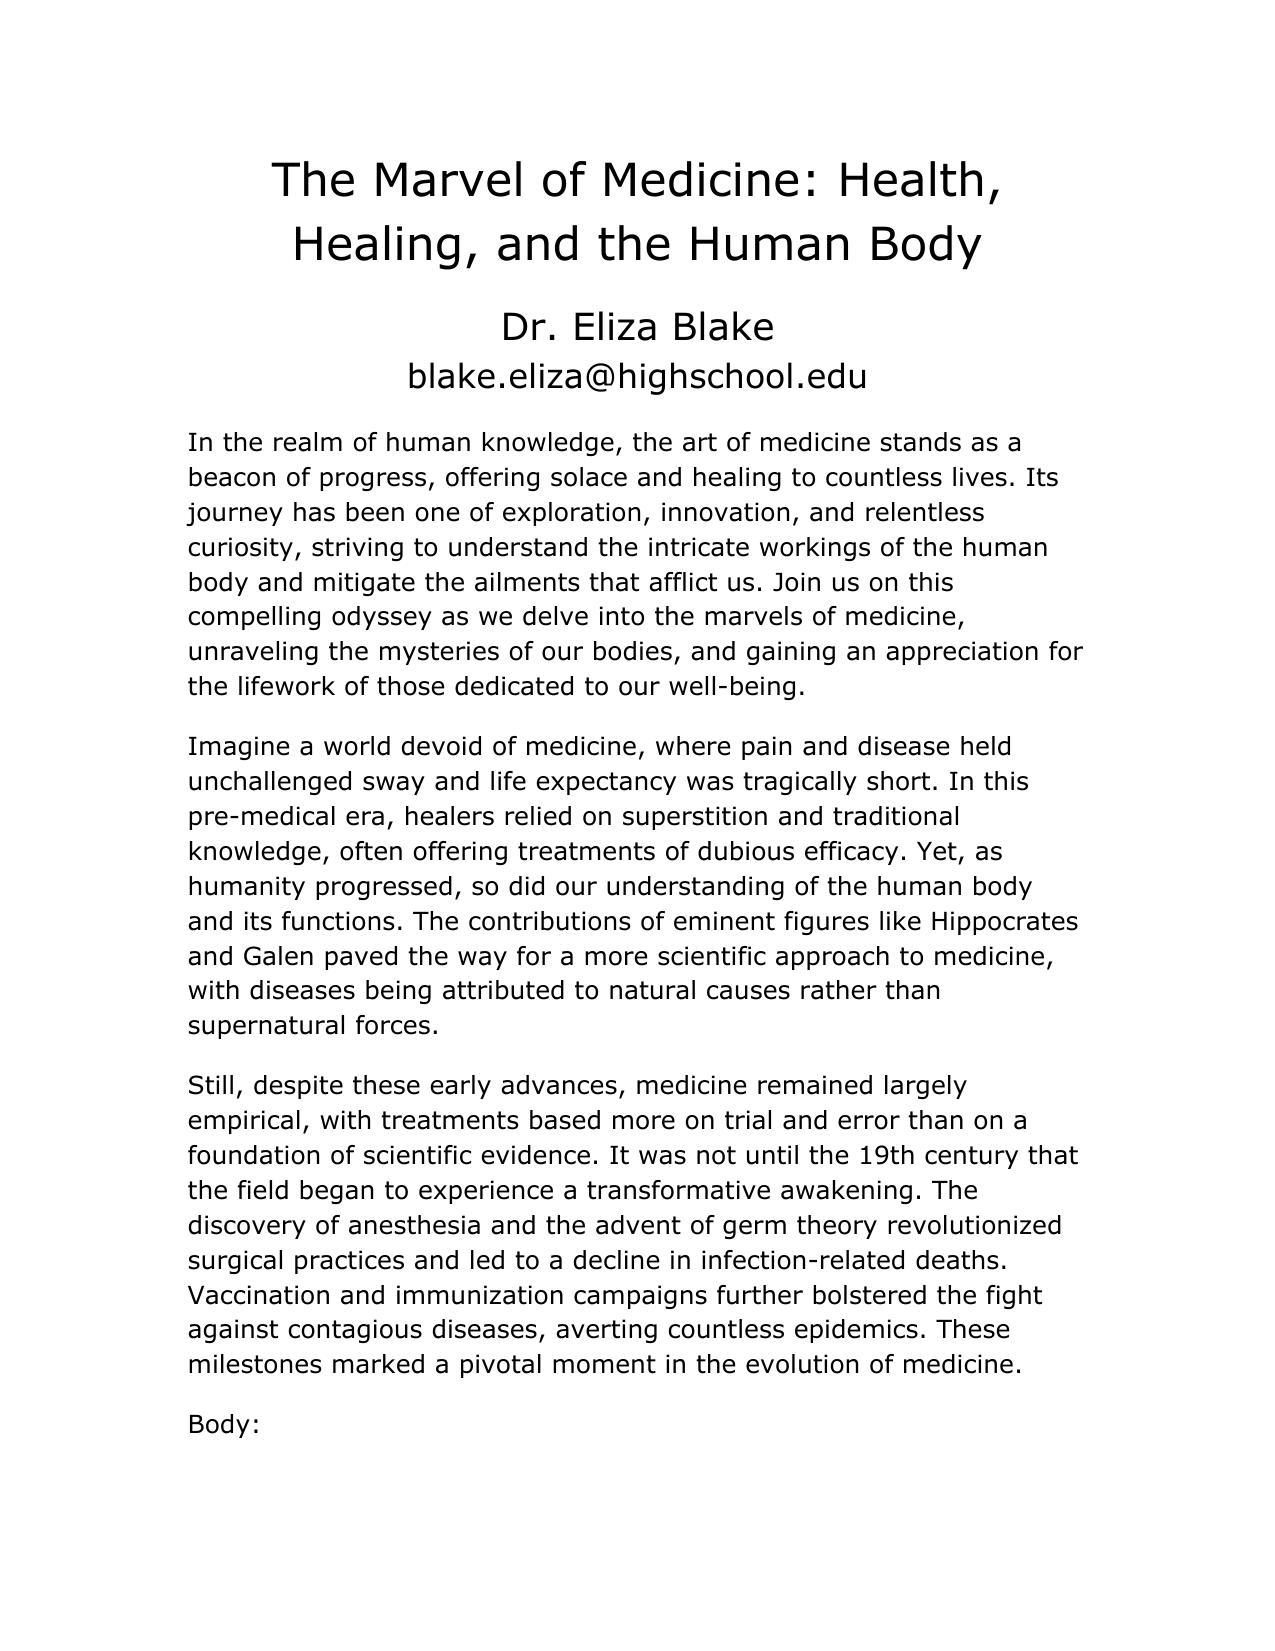 The Marvel of Medicine: Health,
Healing, and the Human Body
Dr. Eliza Blake
blake.eliza@highschool.edu
In the realm of human knowledge, the art of medicine stands as a
beacon of progress, offering solace and healing to countless lives. Its
journey has been one of exploration, innovation, and relentless
curiosity, striving to understand the intricate workings of the human
body and mitigate the ailments that afflict us. Join us on this
compelling odyssey as we delve into the marvels of medicine,
unraveling the mysteries of our bodies, and gaining an appreciation for
the lifework of those dedicated to our well-being.
Imagine a world devoid of medicine, where pain and disease held
unchallenged sway and life expectancy was tragically short. In this
pre-medical era, healers relied on superstition and traditional
knowledge, often offering treatments of dubious efficacy. Yet, as
humanity progressed, so did our understanding of the human body
and its functions. The contributions of eminent figures like Hippocrates
and Galen paved the way for a more scientific approach to medicine,
with diseases being attributed to natural causes rather than
supernatural forces.
Still, despite these early advances, medicine remained largely
empirical, with treatments based more on trial and error than on a
foundation of scientific evidence. It was not until the 19th century that
the field began to experience a transformative awakening. The
discovery of anesthesia and the advent of germ theory revolutionized
surgical practices and led to a decline in infection-related deaths.
Vaccination and immunization campaigns further bolstered the fight
against contagious diseases, averting countless epidemics. These
milestones marked a pivotal moment in the evolution of medicine.
Body: